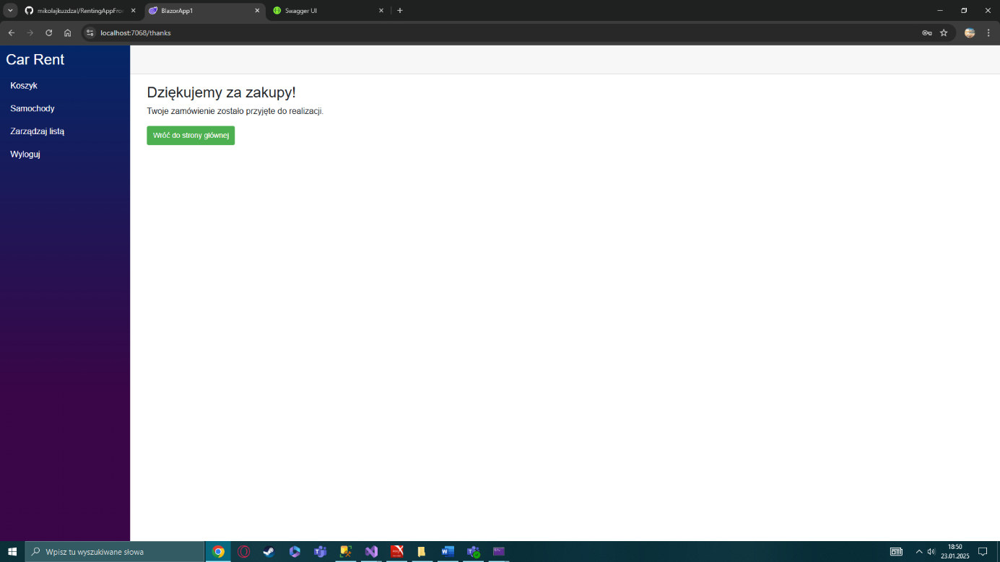 mikolajkuzdzal/RentingAppFro
BlazorApp1
Swagger UI
localhost:7068/thanks
Car Rent
Koszyk
Samochody
Zarządzaj listą
Wyloguj
Dziękujemy za zakupy!
Twoje zamówienie zostało przyjęte do realizacji.
Wróć do strony głównej
Wpisz tu wyszukiwane słowa
18:50
23.01.2025